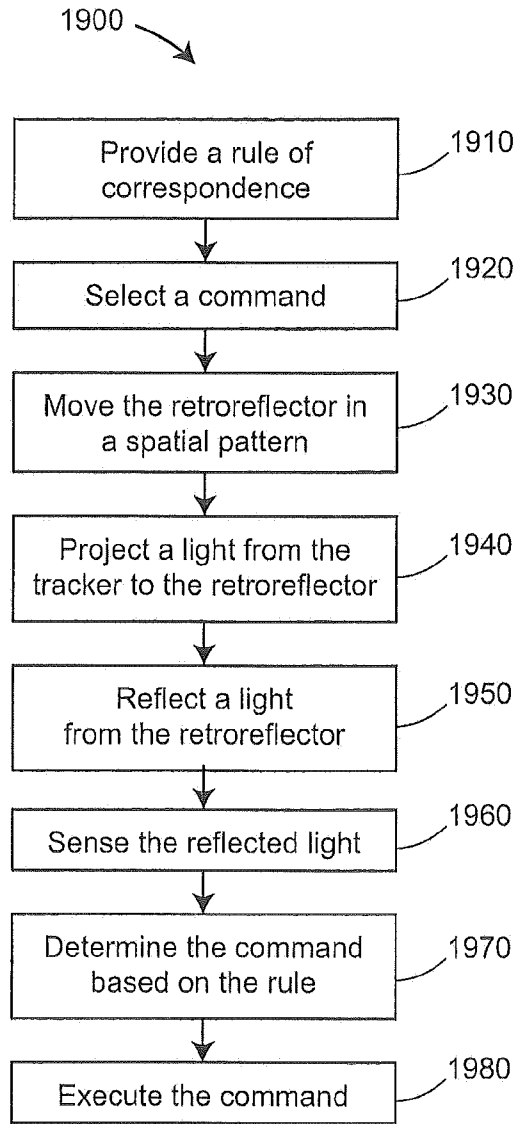 1900
Provide a rule of
correspondence
1910
Select a command
1920
Move the retroreflector in
a spatial pattern
1930
Project a light from the
tracker to the retroreflector
1940
Reflect a light
from the retroreflector
1950
Sense the reflected light
1960
Determine the command
based on the rule
1970
Execute the command
1980